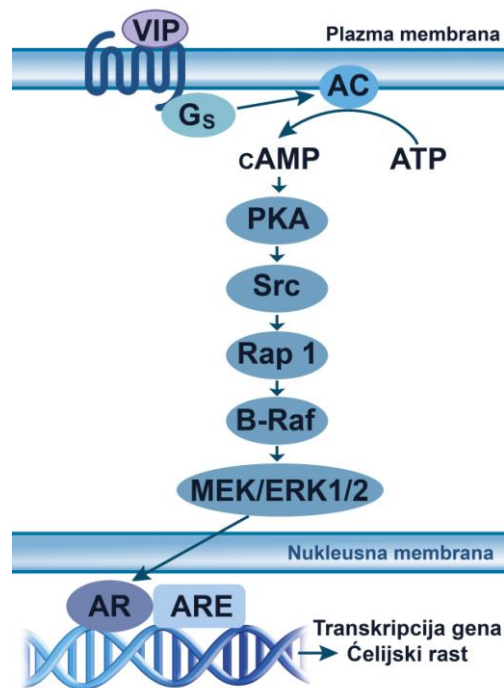 VIP
Plazma membrana
Gs
AC
cAMP
ATP
PKA
Src
Rap 1
B-Raf
MEK/ERK1/2
Nukleusna membrana
AR
ARE
Transkripcija gena
Ćelijski rast